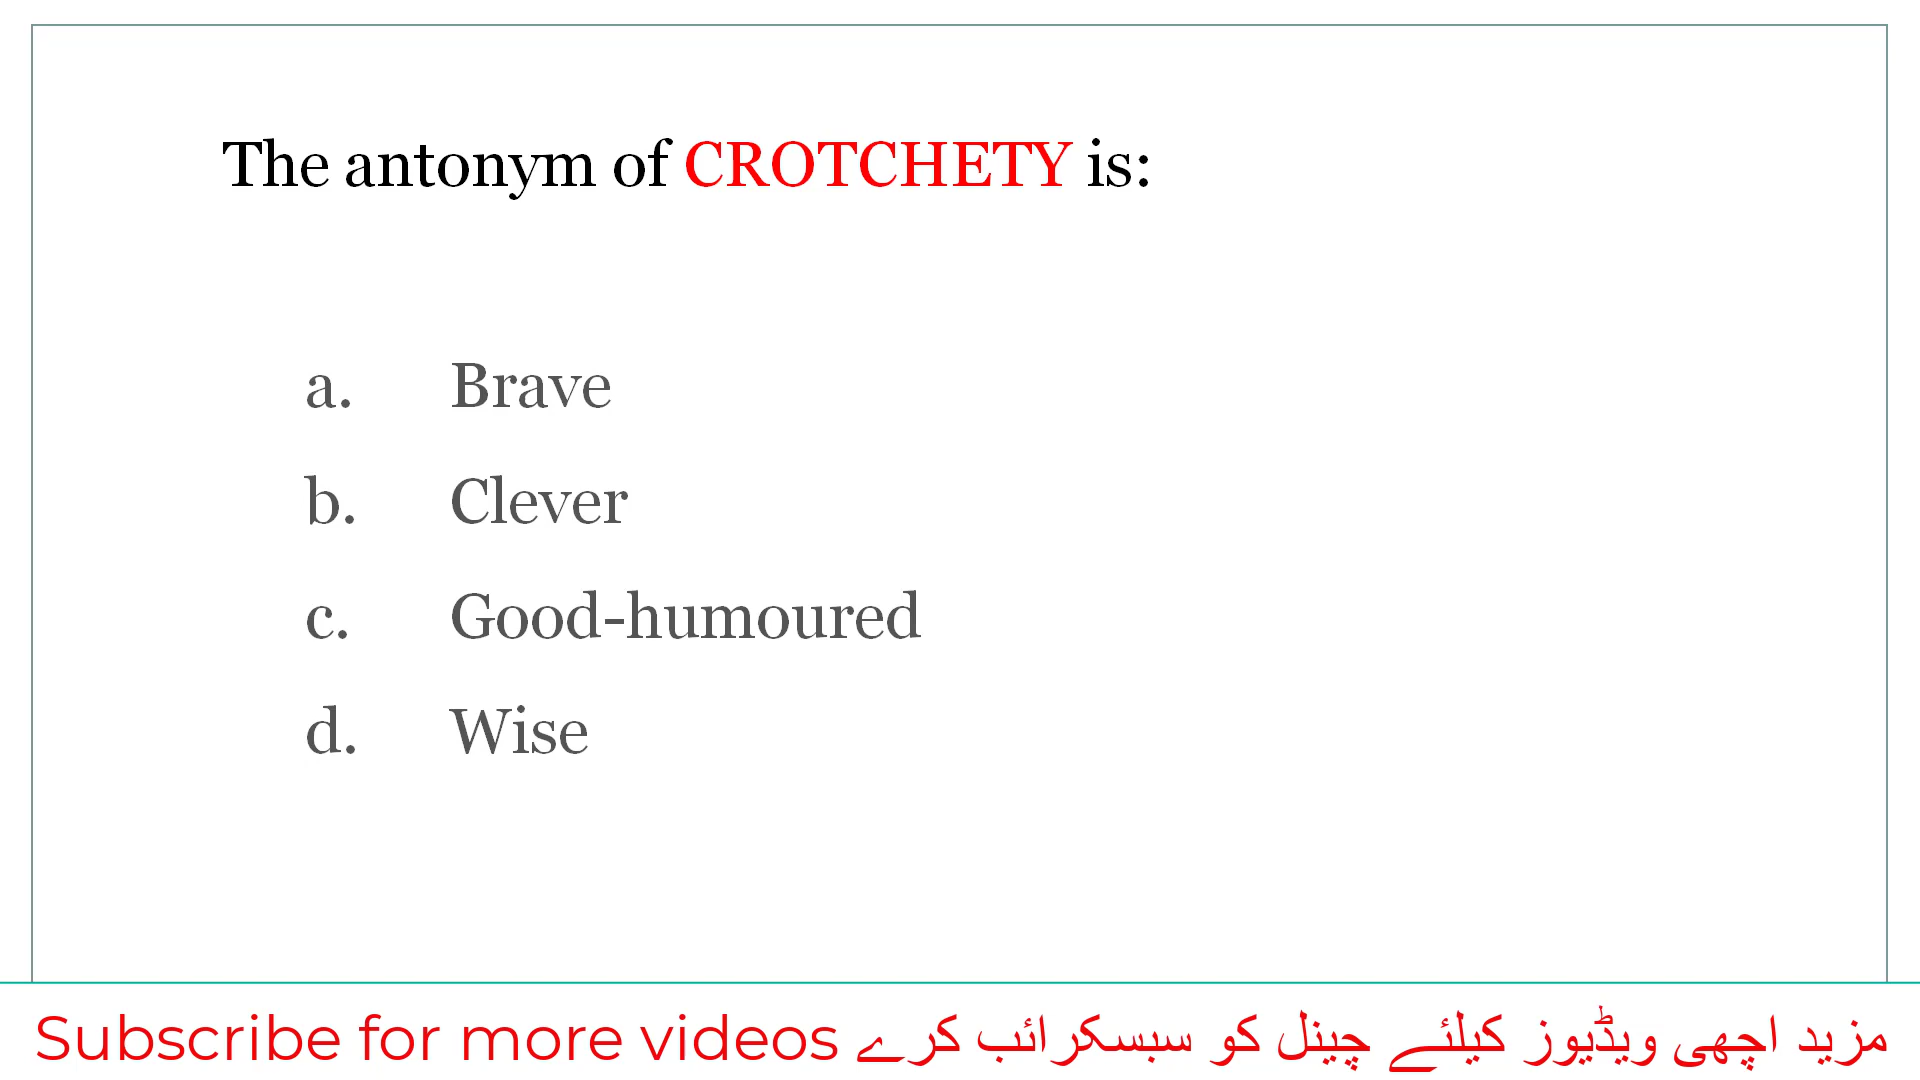 The antonym of CROTCHETY is:
a. Brave
b. Clever
c. Good-humoured
d. Wise
Subscribe for more videos مزید اچھی ویڈیوز کیلئے چینل کو سبسکرائب کرے